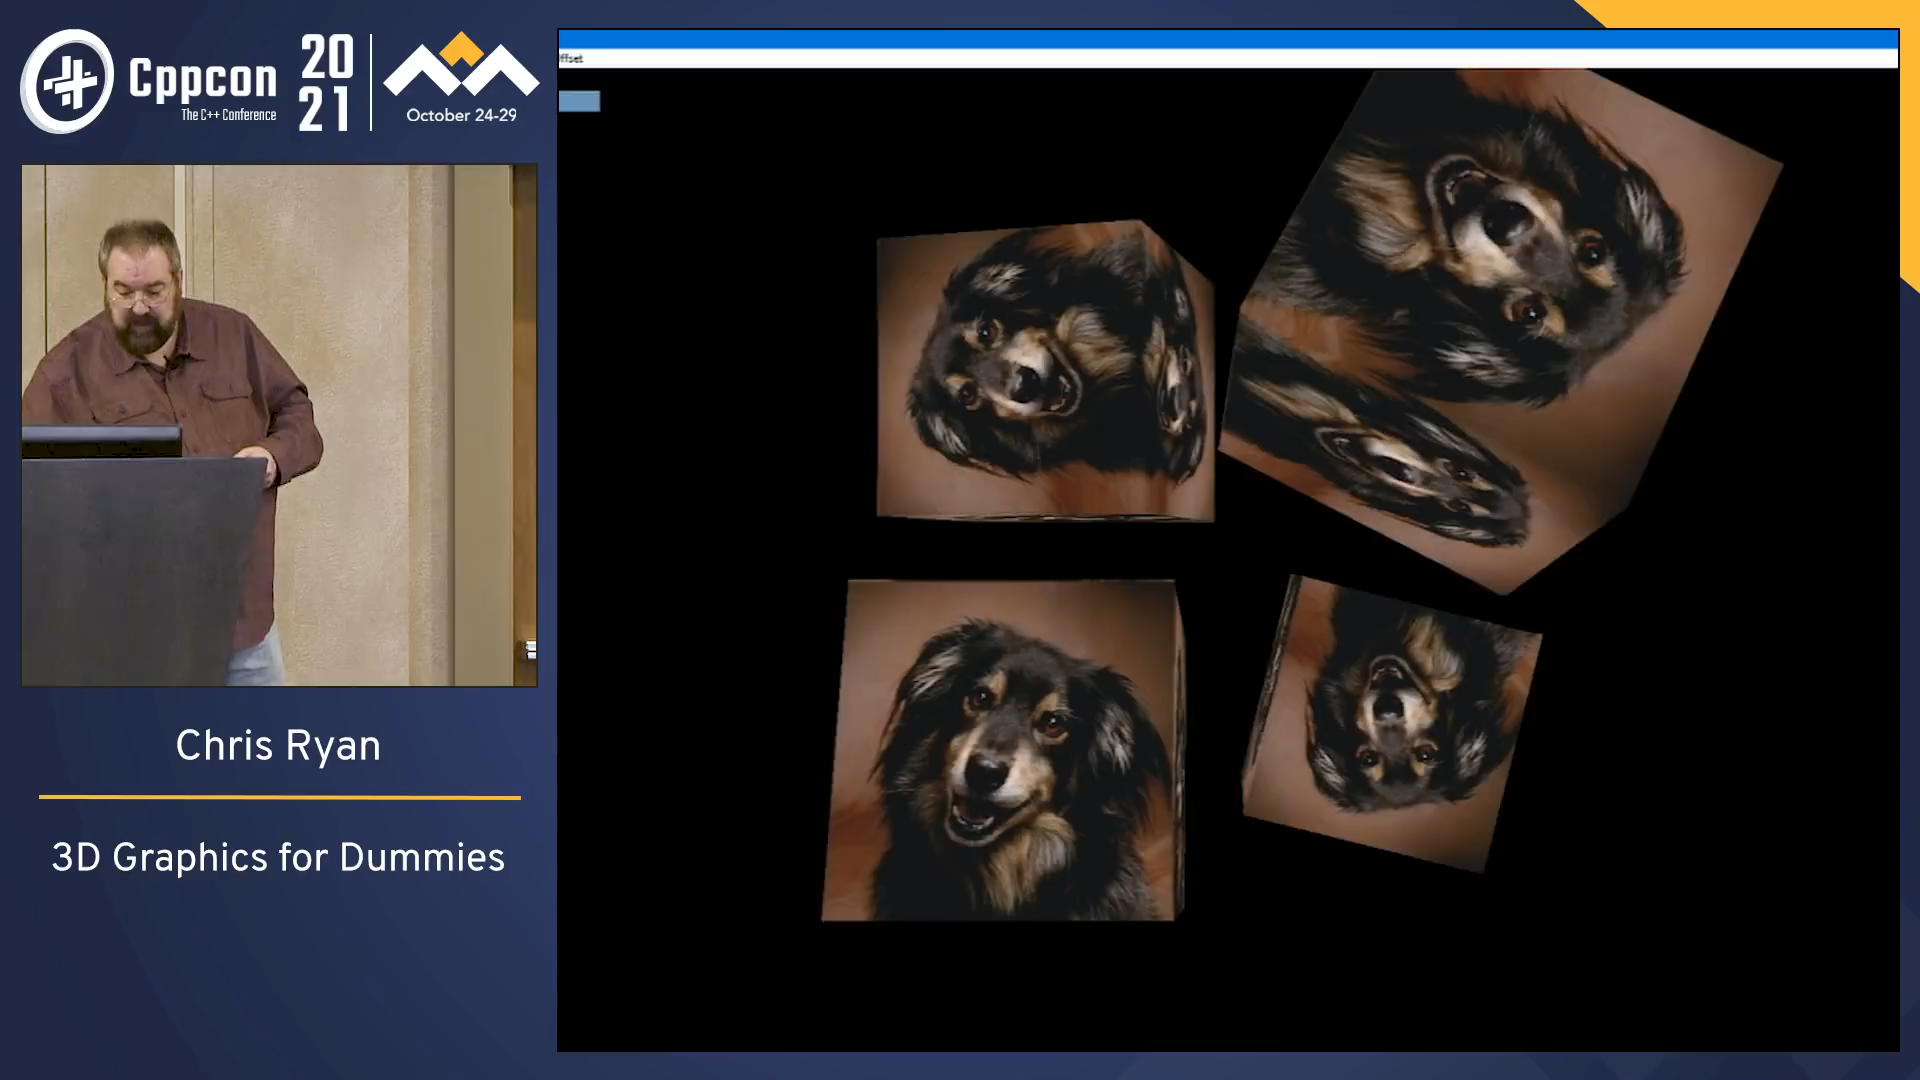 Cppcon
The C++ Conference
20
21
October 24-29
ffset
Chris Ryan
3D Graphics for Dummies